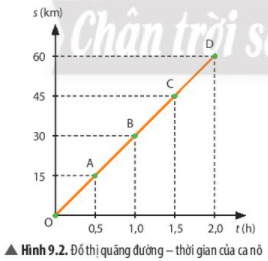 Chân trời s
s (km)
60
45
30
15
O
A
B
C
D
0,5 1,0 1,5 2,0 t (h)
▲ Hình 9.2. Đồ thị quãng đường – thời gian của ca nô